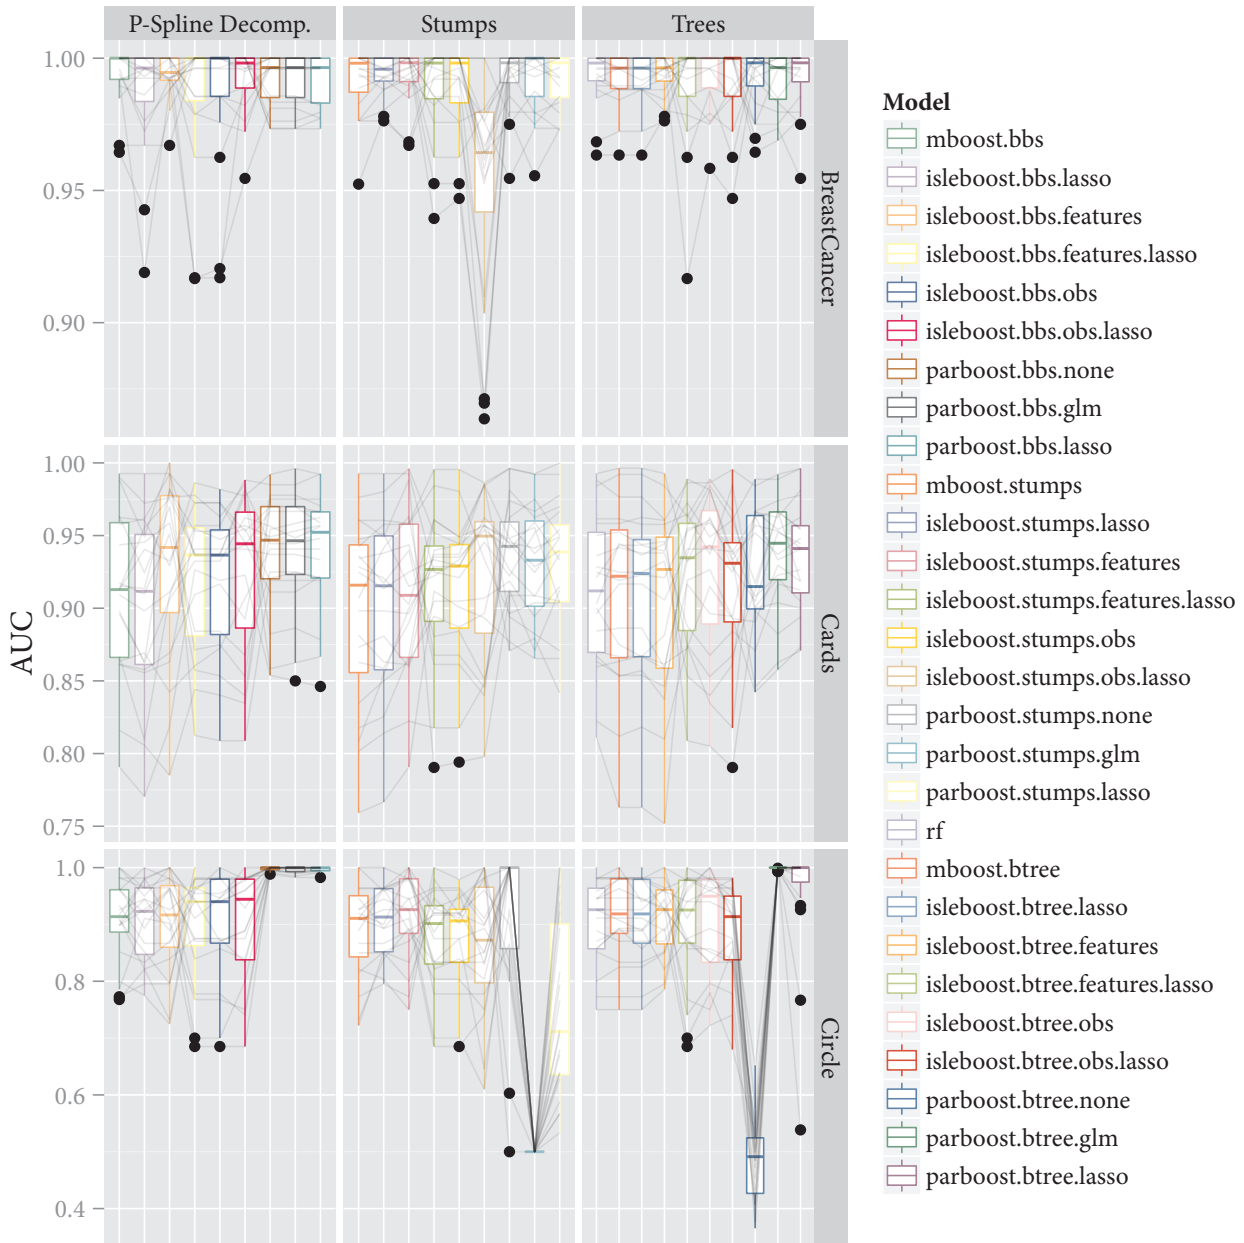 P-Spline Decomp.
Stumps
Trees
1.00
0.95
0.90
BreastCancer
1.00
0.95
0.90
0.85
0.80
0.75
Cards
1.0
0.8
0.6
0.4
Circle
AUC
Model
mboost.bbs
isleboost.bbs.lasso
isleboost.bbs.features
isleboost.bbs.features.lasso
isleboost.bbs.obs
isleboost.bbs.obs.lasso
parboost.bbs.none
parboost.bbs.glm
parboost.bbs.lasso
mboost.stumps
isleboost.stumps.lasso
isleboost.stumps.features
isleboost.stumps.features.lasso
isleboost.stumps.obs
isleboost.stumps.obs.lasso
parboost.stumps.none
parboost.stumps.glm
parboost.stumps.lasso
rf
mboost.btree
isleboost.btree.lasso
isleboost.btree.features
isleboost.btree.features.lasso
isleboost.btree.obs
isleboost.btree.obs.lasso
parboost.btree.none
parboost.btree.glm
parboost.btree.lasso